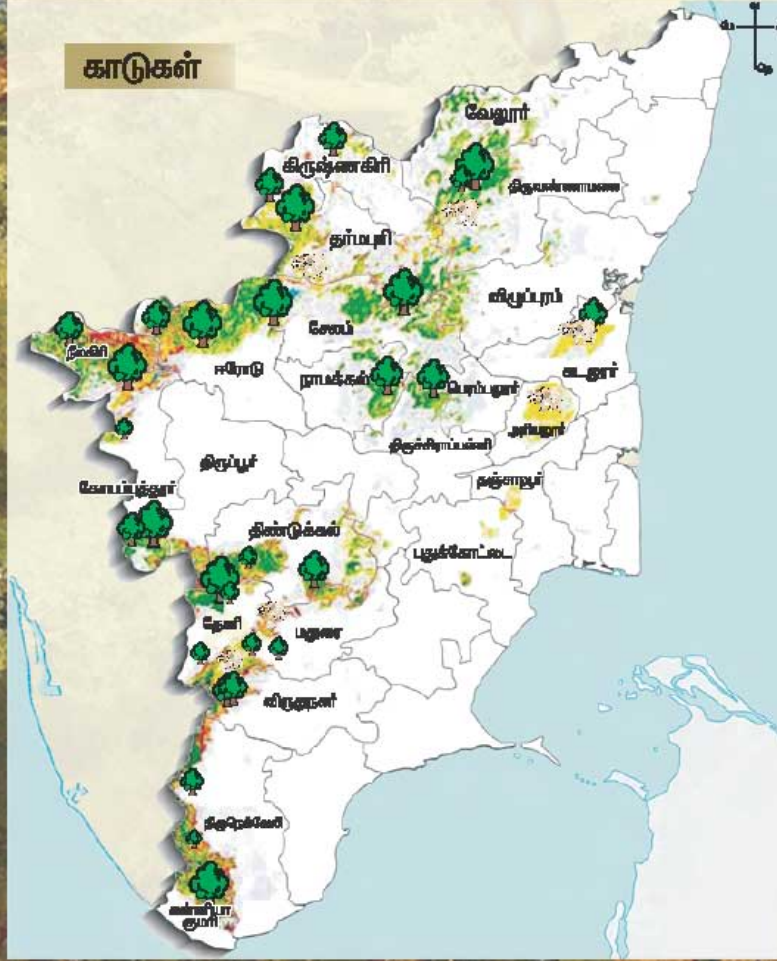 காடுகள்
வ
தெ
வேலூர்
கிருஷ்ணகிரி
திருவண்ணாமலை
தர்மபுரி
விழுப்புரம்
சேலம்
நீலகிரி
ஈரோடு
நாமக்கல்
பெரம்பலூர்
கடலூர்
அரியலூர்
திருச்சிராப்பள்ளி
திருப்பூர்
தஞ்சாவூர்
கோயம்புத்தூர்
திண்டுக்கல்
புதுக்கோட்டை
தேனி
மதுரை
விருதுநகர்
திருநெல்வேலி
கன்னியா
குமரி